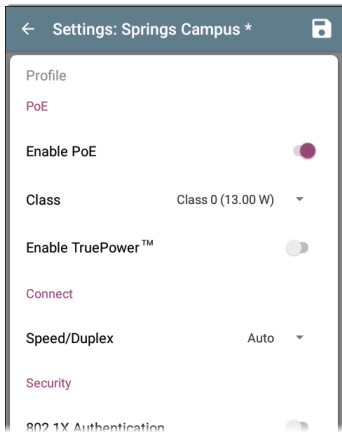 Settings: Springs Campus *
Profile
PoE
Enable PoE
Class Class 0 (13.00 W)
Enable TruePower™
Connect
Speed/Duplex Auto
Security
802.1X Authentication